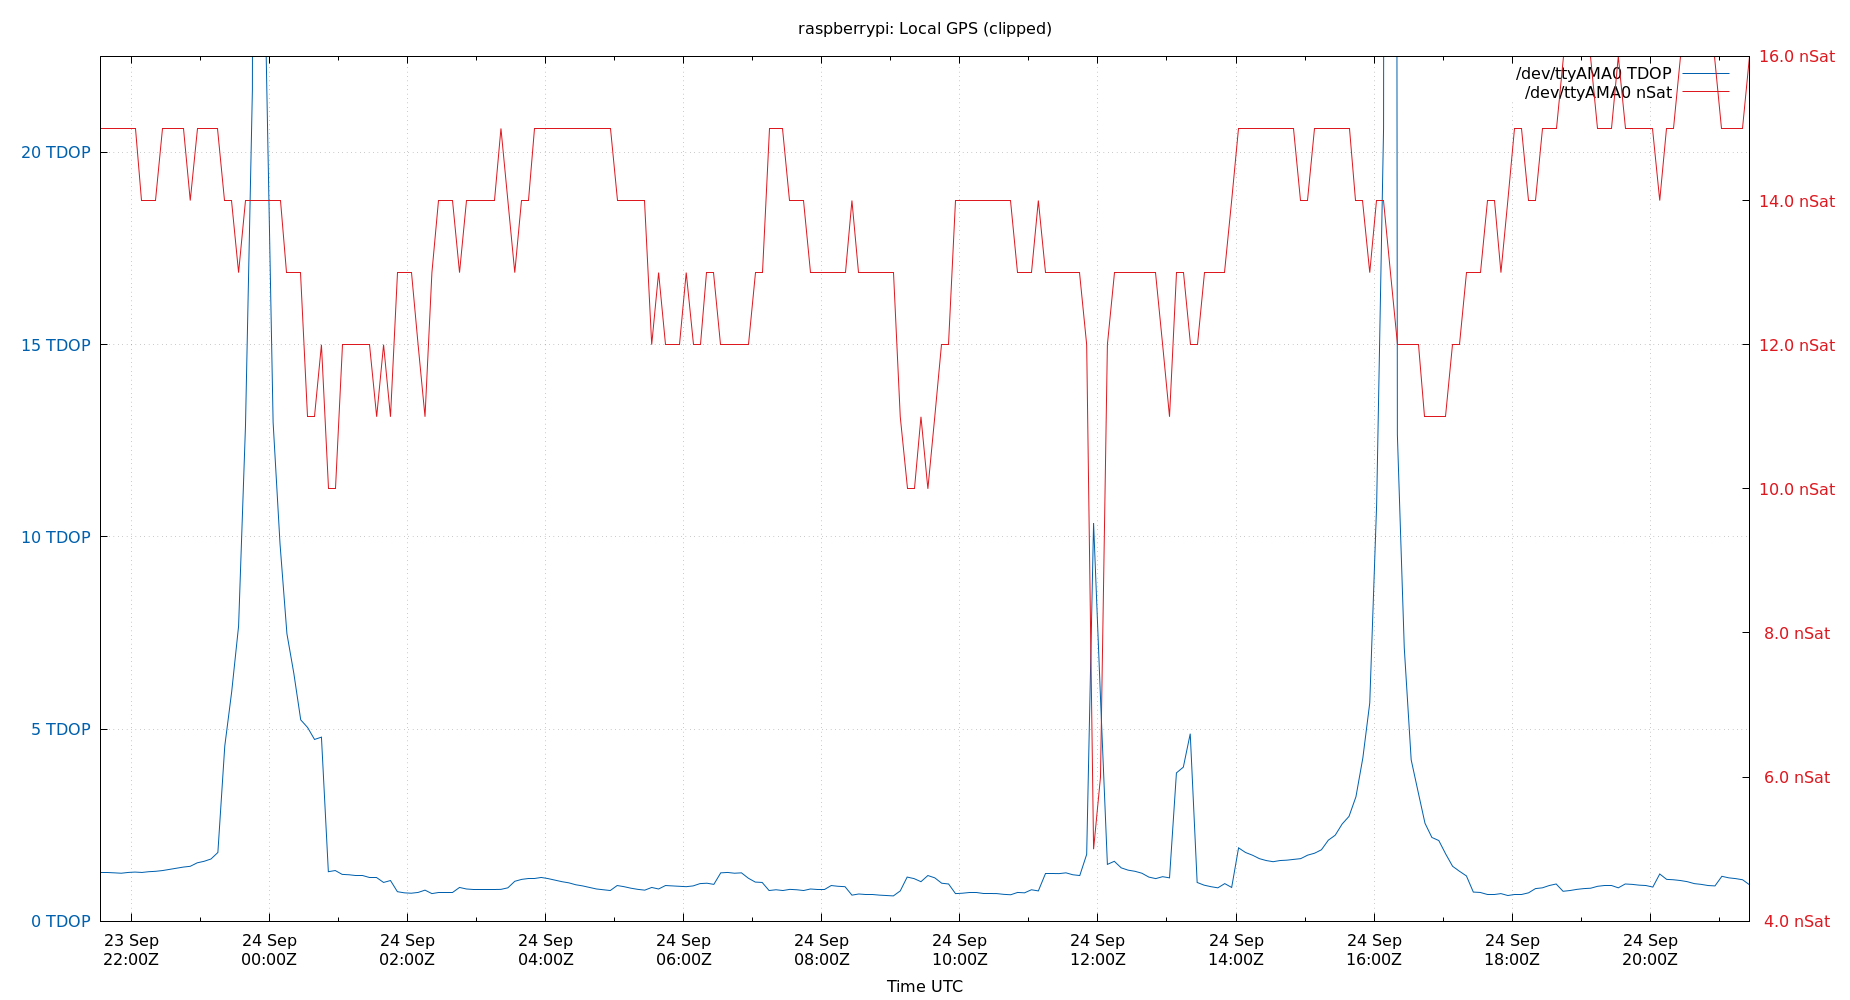 raspberrypi: Local GPS (clipped)
16.0 nSat
/dev/ttyAMA0 TDOP
/dev/ttyAMA0 nSat
20 TDOP
14.0 nSat
15 TDOP
12.0 nSat
10.0 nSat
10 TDOP
8.0 nSat
5 TDOP
6.0 nSat
0 TDOP
4.0 nSat
23 Sep 24 Sep 24 Sep 24 Sep 24 Sep 24 Sep 24 Sep 24 Sep 24 Sep 24 Sep 24 Sep 24 Sep
22:00Z 00:00Z 02:00Z 04:00Z 06:00Z 08:00Z 10:00Z 12:00Z 14:00Z 16:00Z 18:00Z 20:00Z
Time UTC